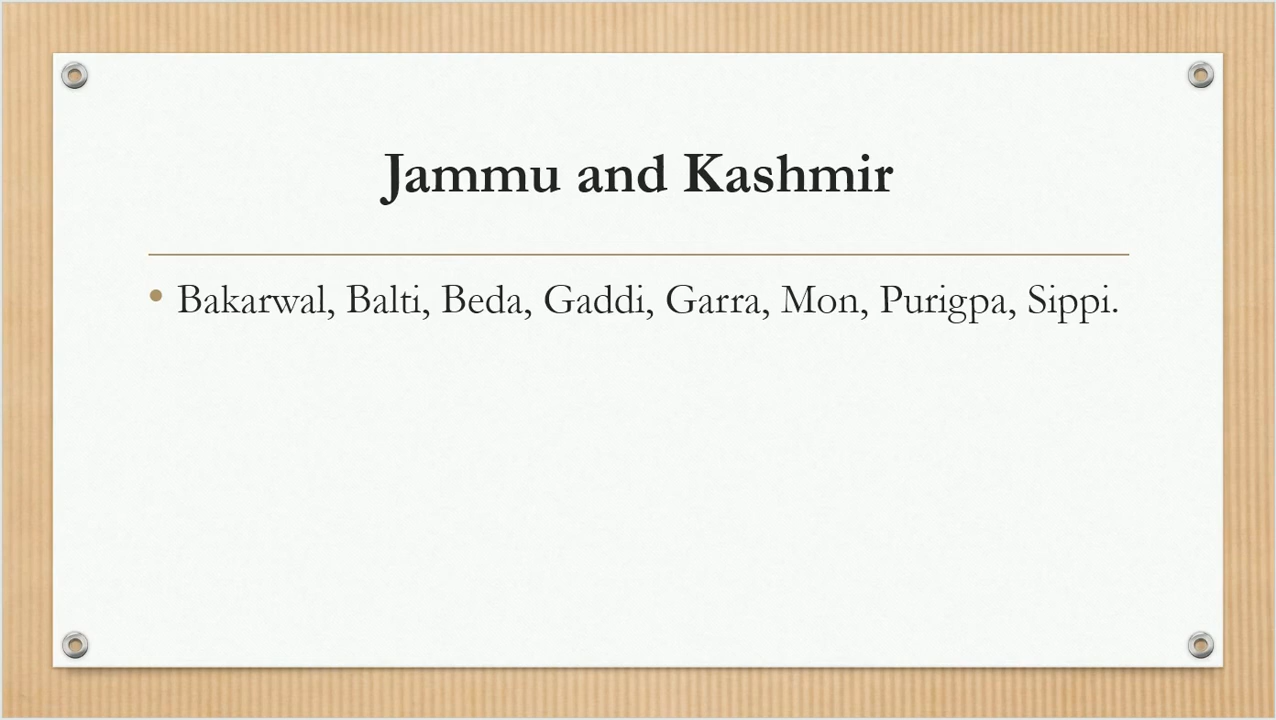 Jammu and Kashmir
• Bakarwal, Balti, Beda, Gaddi, Garra, Mon, Purigpa, Sippi.